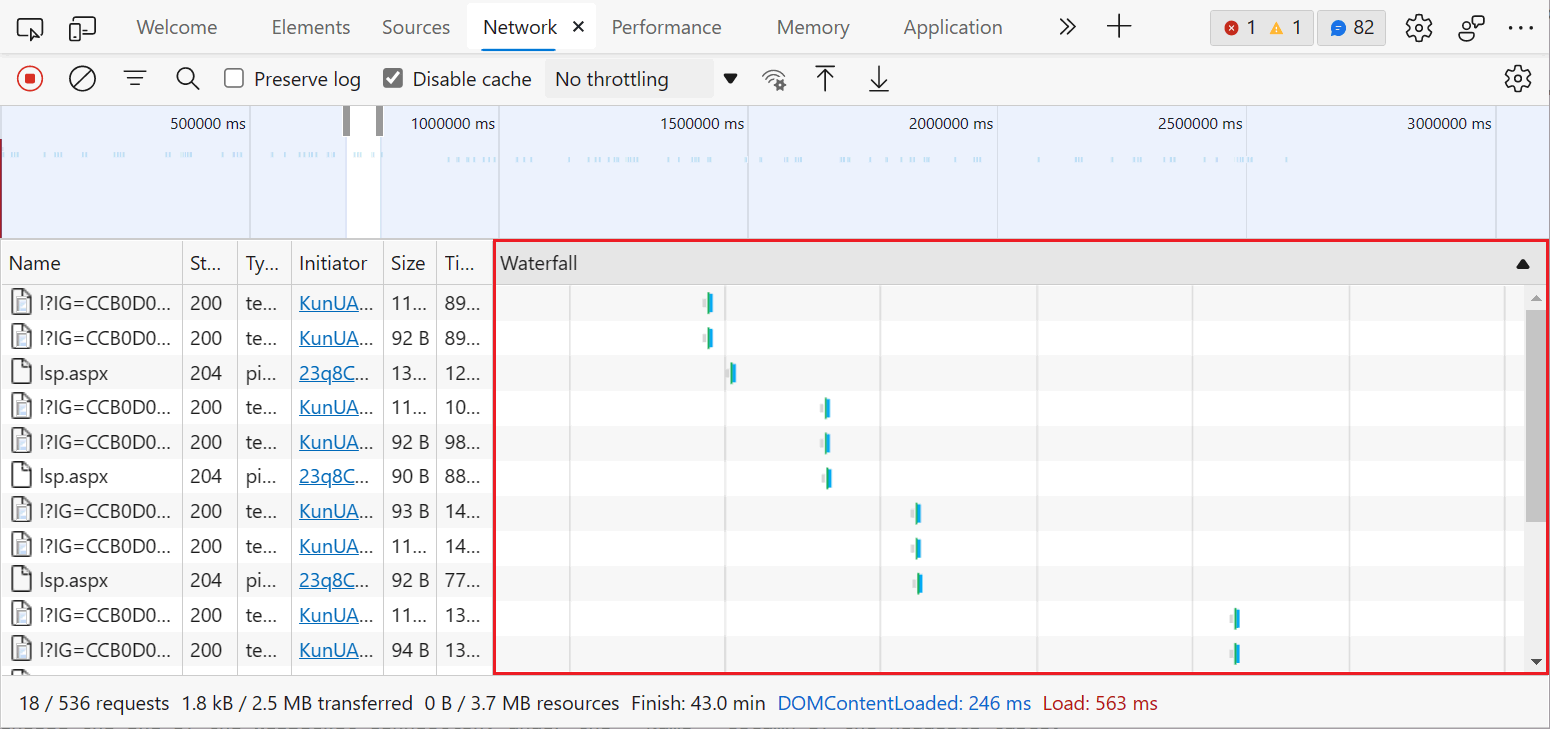 Welcome Elements Sources Network Performance Memory Application 1 1 82
Preserve log Disable cache No throttling
500000 ms 1000000 ms 1500000 ms 2000000 ms 2500000 ms 3000000 ms
Name St... Ty... Initiator Size Ti... Waterfall
l?IG=CCB0D0... 200 te... KunUA... 11... 89...
l?IG=CCB0D0... 200 te... KunUA... 92 B 89...
lsp.aspx 204 pi... 23q8C... 13... 12...
l?IG=CCB0D0... 200 te... KunUA... 11... 10...
l?IG=CCB0D0... 200 te... KunUA... 92 B 98...
lsp.aspx 204 pi... 23q8C... 90 B 88...
l?IG=CCB0D0... 200 te... KunUA... 93 B 14...
l?IG=CCB0D0... 200 te... KunUA... 11... 14...
lsp.aspx 204 pi... 23q8C... 92 B 77...
l?IG=CCB0D0... 200 te... KunUA... 11... 13...
l?IG=CCB0D0... 200 te... KunUA... 94 B 13...
18 / 536 requests 1.8 kB / 2.5 MB transferred 0 B / 3.7 MB resources Finish: 43.0 min DOMContentLoaded: 246 ms Load: 563 ms